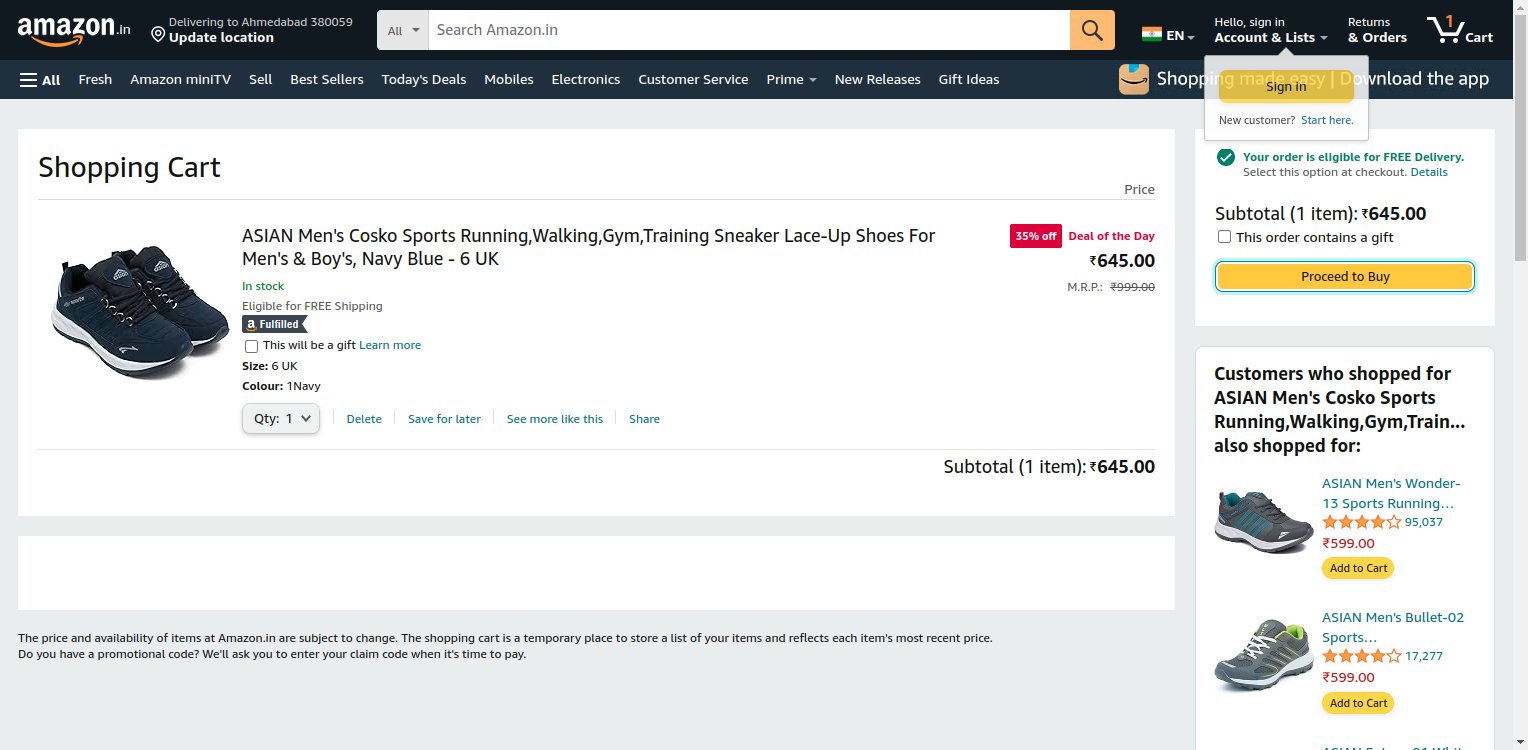 amazon.in
Delivering to Ahmedabad 380059
Update location
All
Search Amazon.in
EN
Hello, sign in
Account & Lists
Returns
& Orders
1
Cart
All
Fresh
Amazon miniTV
Sell
Best Sellers
Today's Deals
Mobiles
Electronics
Customer Service
Prime
New Releases
Gift Ideas
Shopping made easy | Download the app
Sign in
New customer? Start here.
Shopping Cart
Price
ASIAN Men's Cosko Sports Running,Walking,Gym,Training Sneaker Lace-Up Shoes For
Men's & Boy's, Navy Blue - 6 UK
35% off Deal of the Day
₹645.00
M.R.P.: ₹999.00
In stock
Eligible for FREE Shipping
a Fulfilled
This will be a gift Learn more
Size: 6 UK
Colour: 1Navy
Qty: 1
Delete
Save for later
See more like this
Share
Subtotal (1 item): ₹645.00
The price and availability of items at Amazon.in are subject to change. The shopping cart is a temporary place to store a list of your items and reflects each item's most recent price.
Do you have a promotional code? We'll ask you to enter your claim code when it's time to pay.
Your order is eligible for FREE Delivery.
Select this option at checkout. Details
Subtotal (1 item): ₹645.00
This order contains a gift
Proceed to Buy
Customers who shopped for
ASIAN Men's Cosko Sports
Running,Walking,Gym,Train...
also shopped for:
ASIAN Men's Wonder-
13 Sports Running…
95,037
₹599.00
Add to Cart
ASIAN Men's Bullet-02
Sports…
17,277
₹599.00
Add to Cart